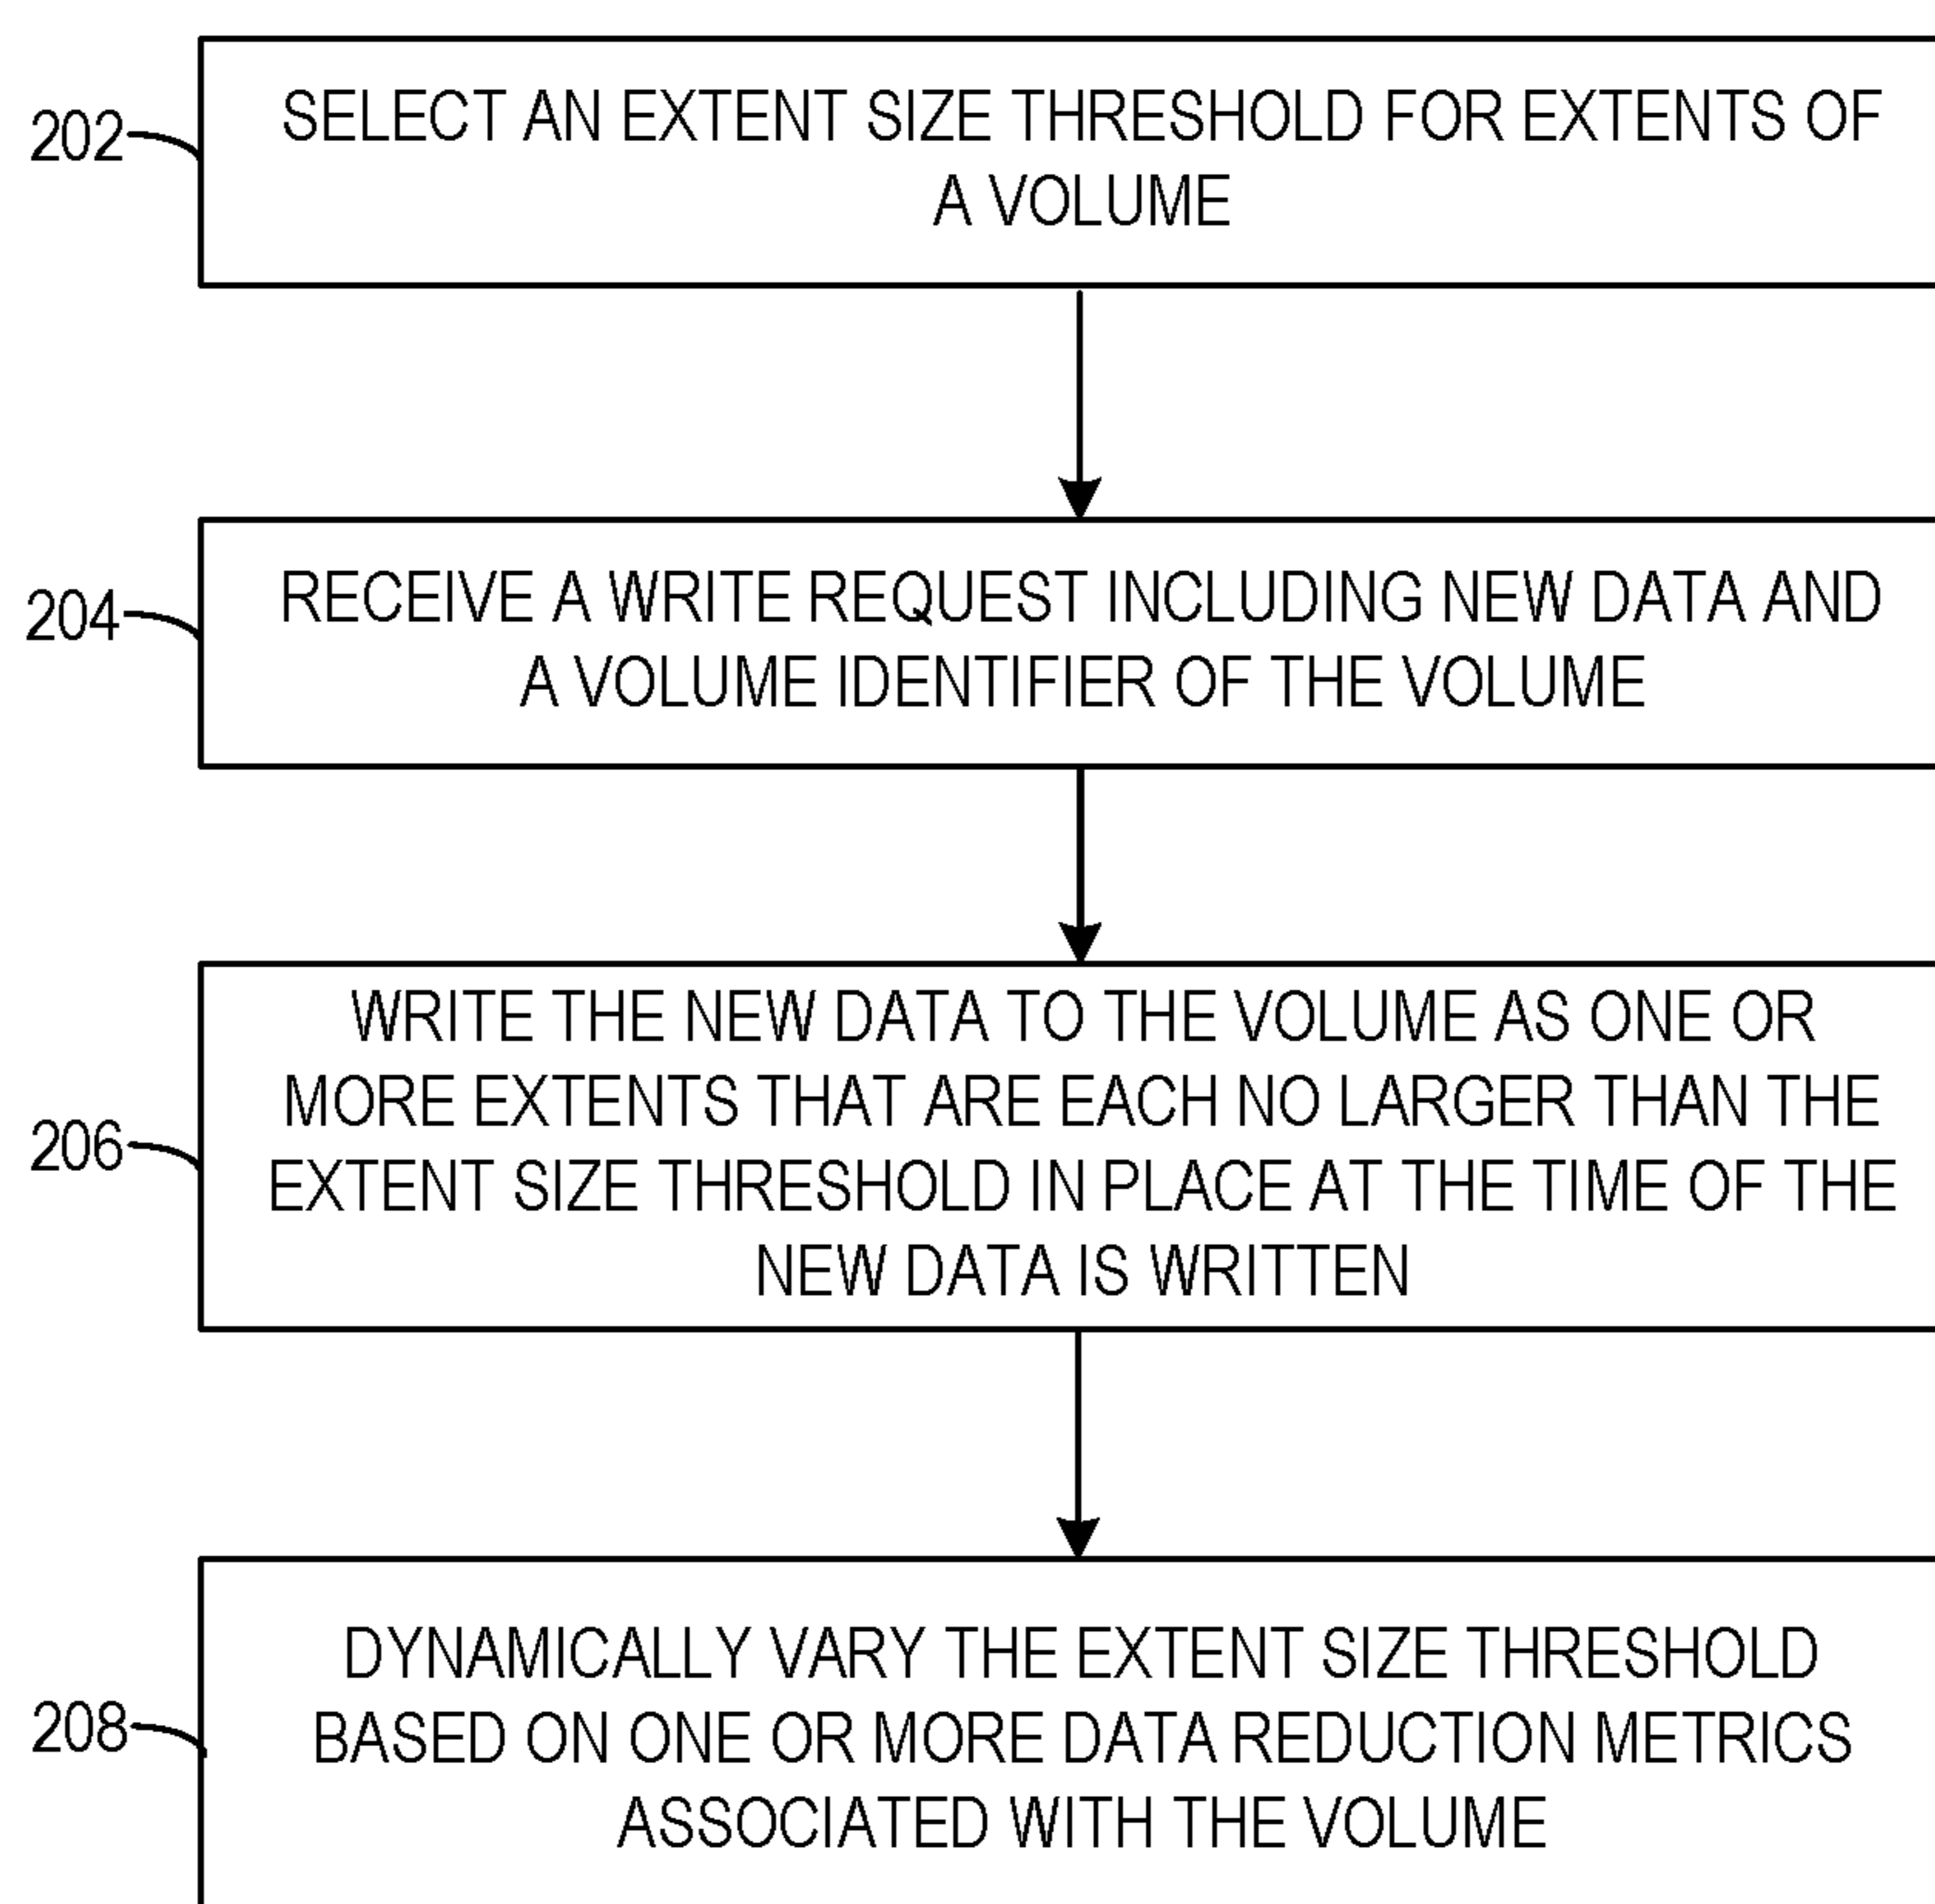 202
SELECT AN EXTENT SIZE THRESHOLD FOR EXTENTS OF
A VOLUME
204
RECEIVE A WRITE REQUEST INCLUDING NEW DATA AND
A VOLUME IDENTIFIER OF THE VOLUME
206
WRITE THE NEW DATA TO THE VOLUME AS ONE OR
MORE EXTENTS THAT ARE EACH NO LARGER THAN THE
EXTENT SIZE THRESHOLD IN PLACE AT THE TIME OF THE
NEW DATA IS WRITTEN
208
DYNAMICALLY VARY THE EXTENT SIZE THRESHOLD
BASED ON ONE OR MORE DATA REDUCTION METRICS
ASSOCIATED WITH THE VOLUME